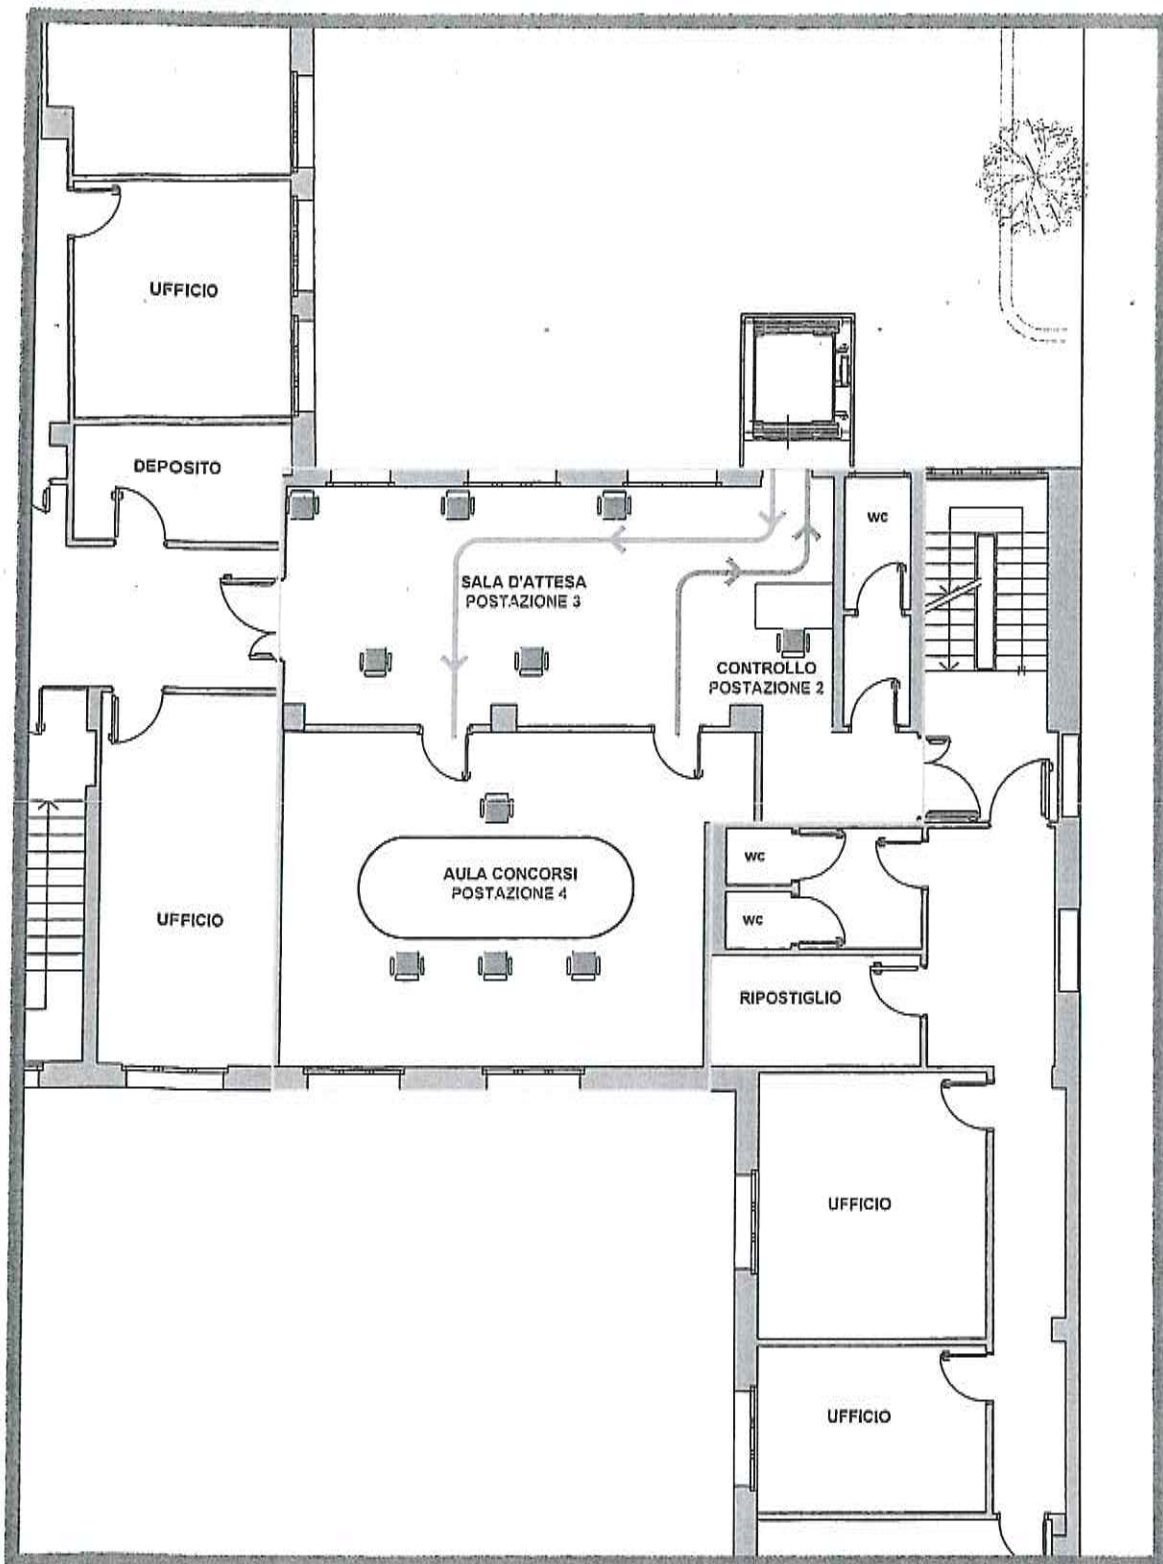 UFFICIO
DEPOSITO
wc
SALA D'ATTESA
POSTAZIONE 3
CONTROLLO
POSTAZIONE 2
wc
AULA CONCORSI
POSTAZIONE 4
wc
UFFICIO
RIPOSTIGLIO
UFFICIO
UFFICIO